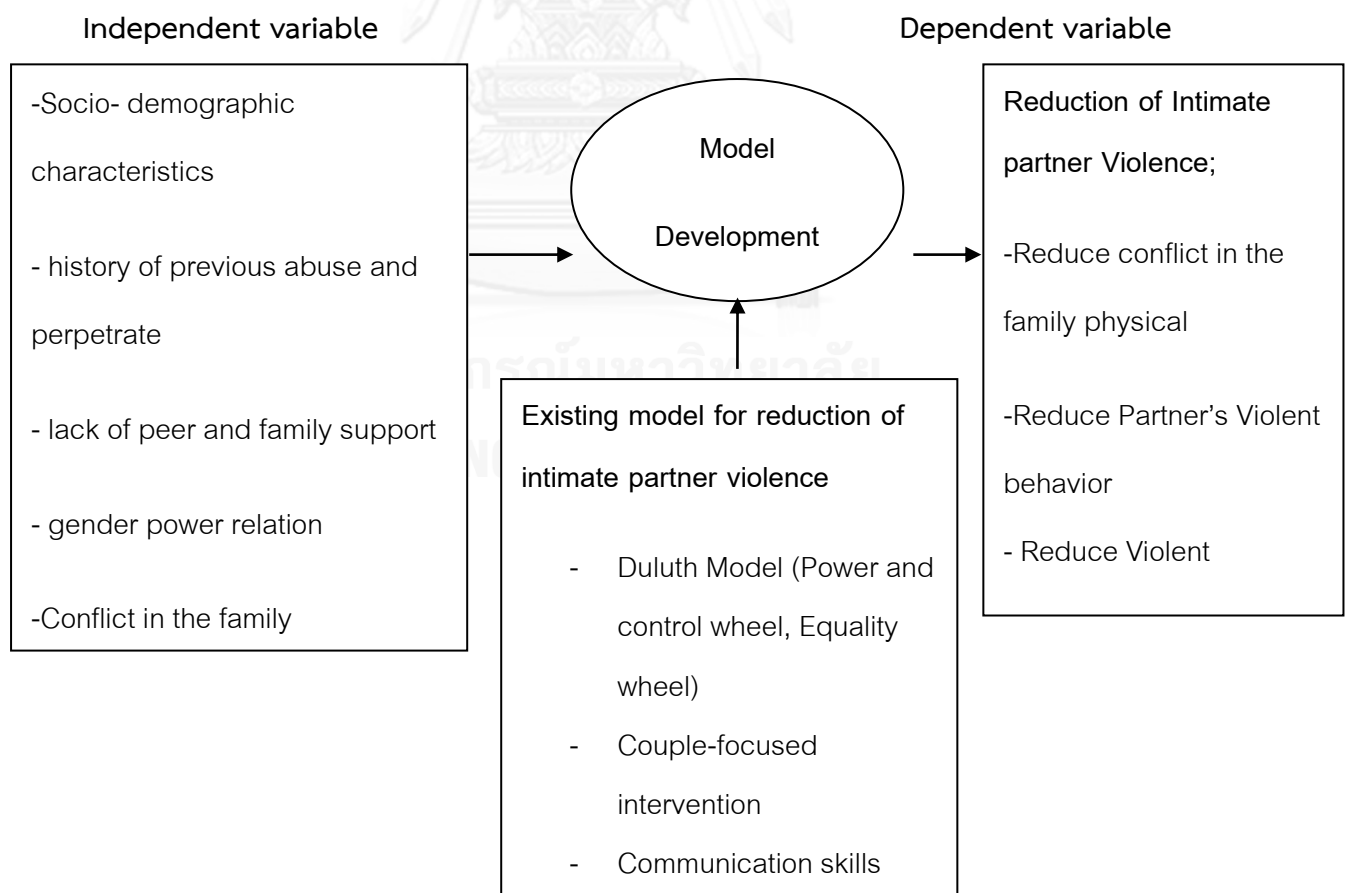 Independent variable
Dependent variable
-Socio- demographic
characteristics
- history of previous abuse and
perpetrate
- lack of peer and family support
- gender power relation
-Conflict in the family
Model
Development
Existing model for reduction of
intimate partner violence
- Duluth Model (Power and
control wheel, Equality
wheel)
- Couple-focused
intervention
- Communication skills
Reduction of Intimate
partner Violence;
-Reduce conflict in the
family physical
-Reduce Partner’s Violent
behavior
- Reduce Violent